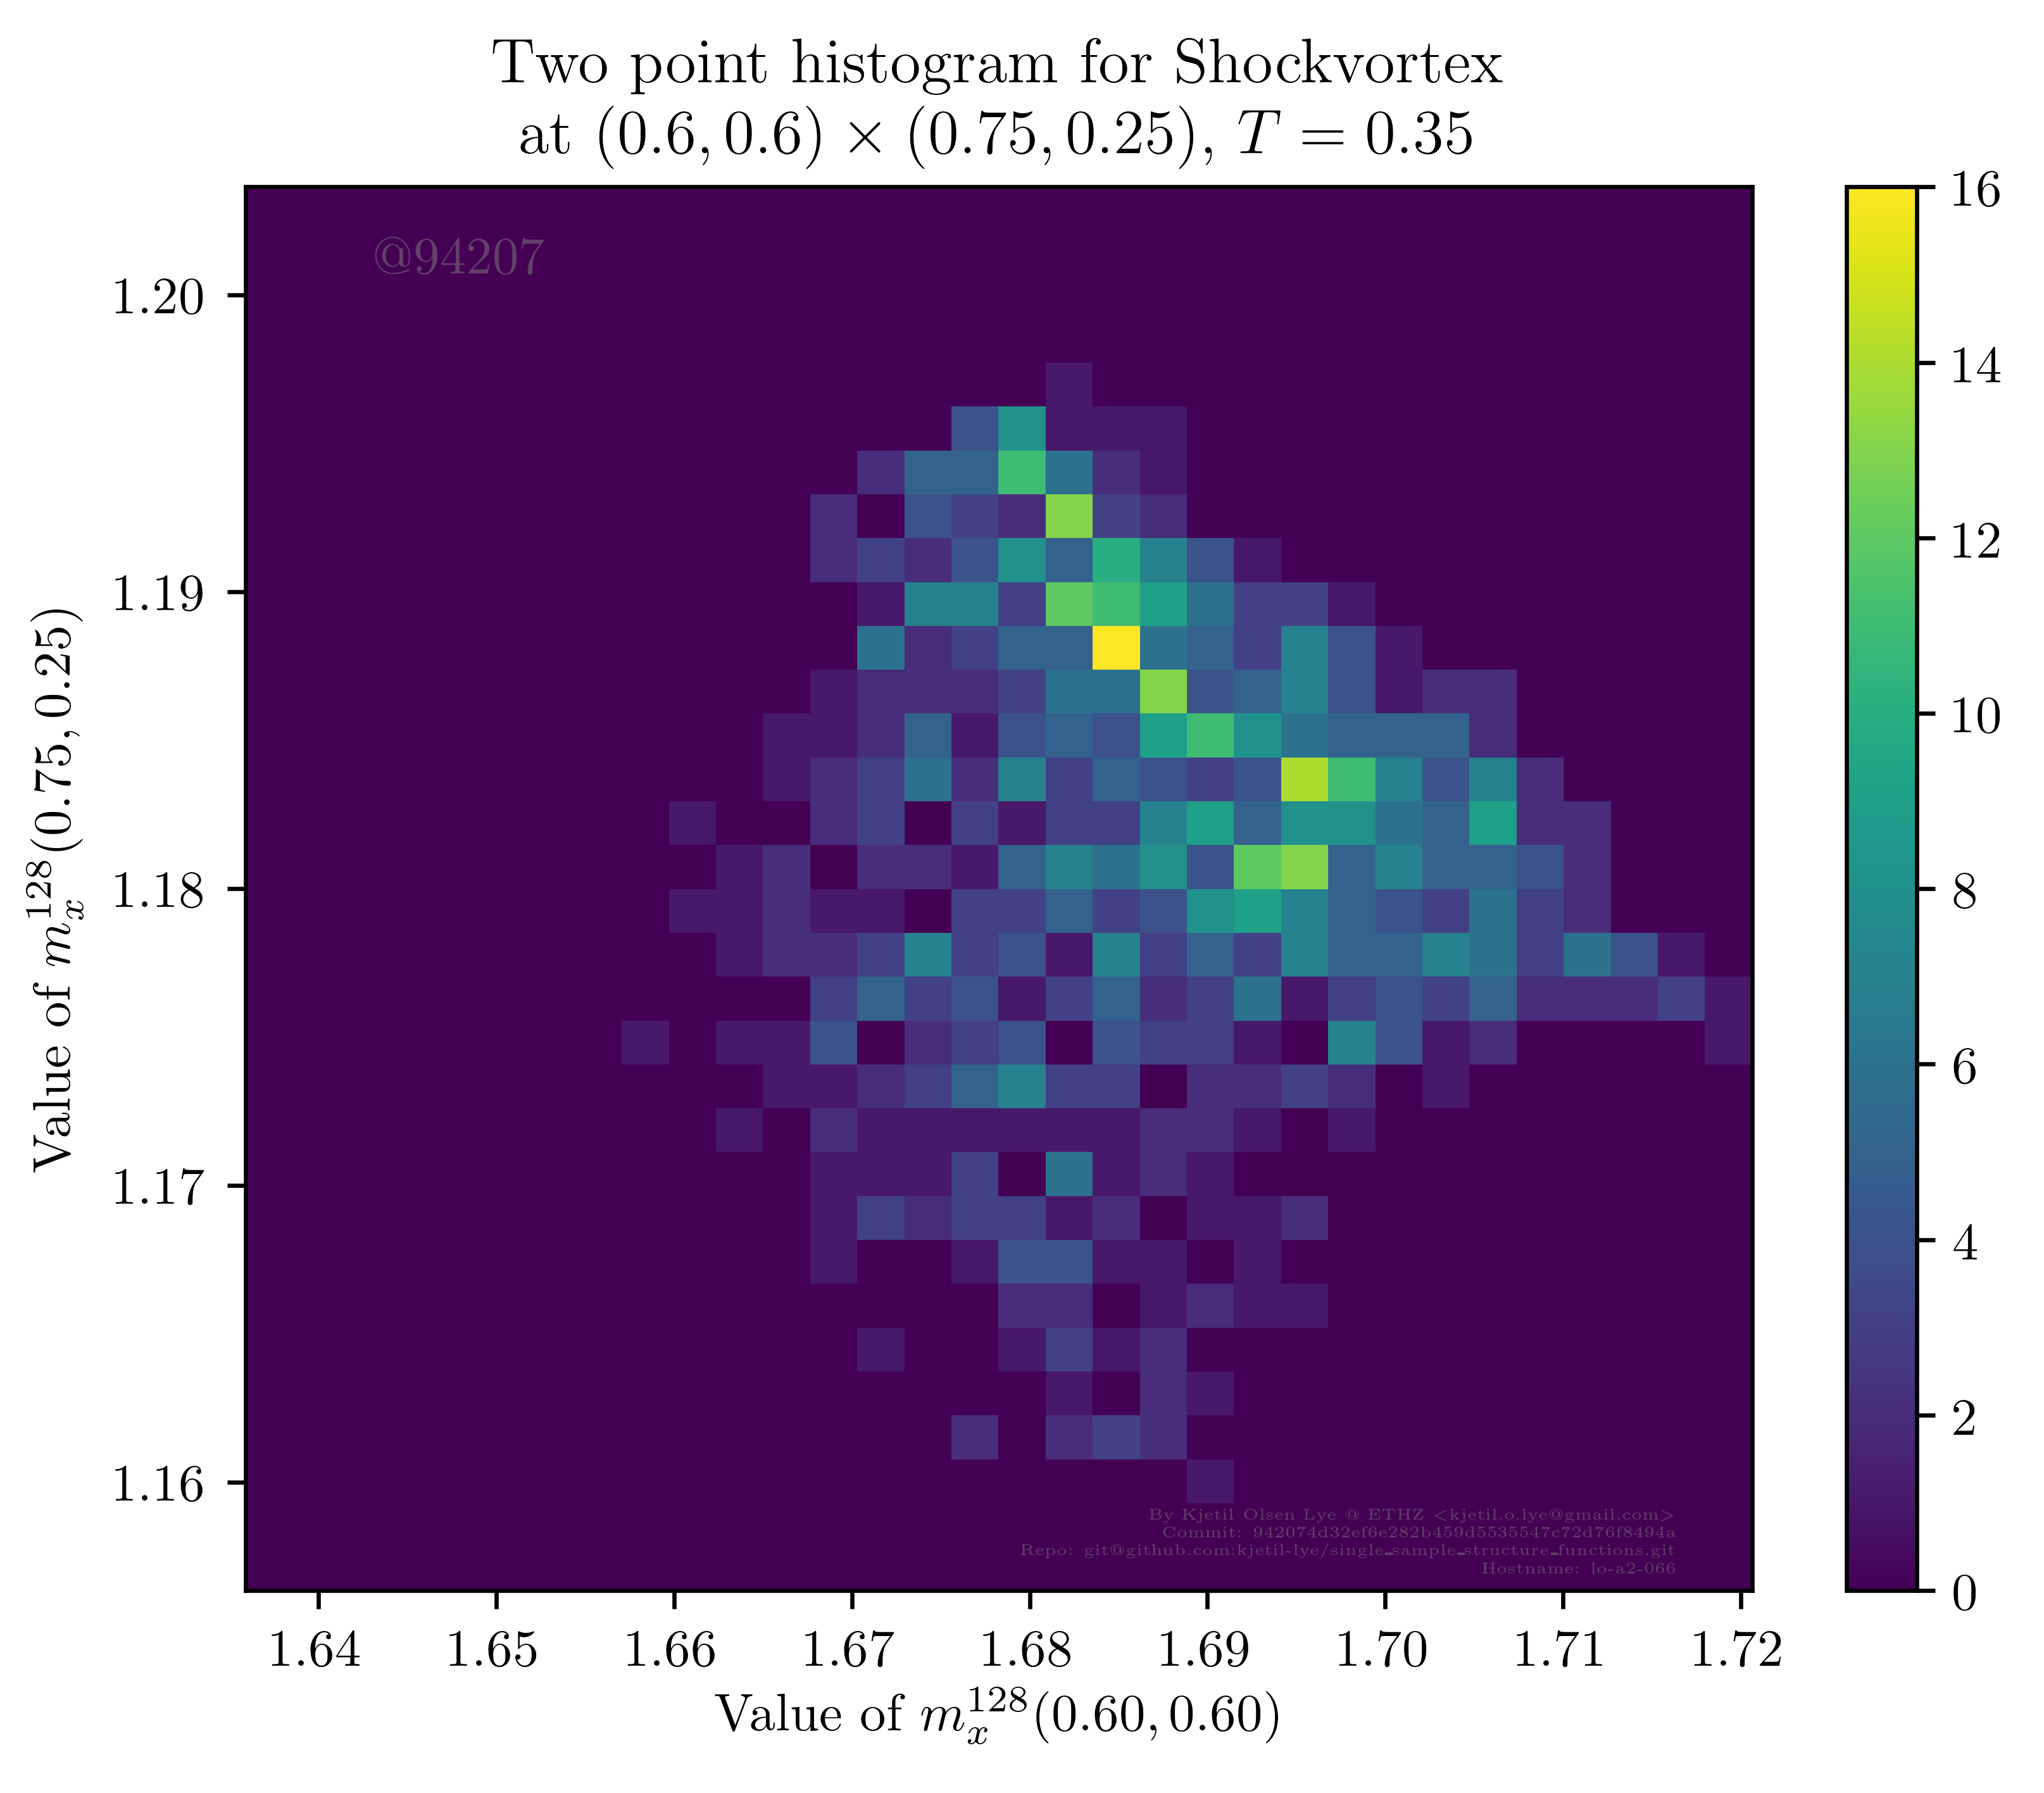 Two point histogram for Shockvortex
at (0.6, 0.6) × (0.75, 0.25), T = 0.35
@94207
1.20
1.19
1.18
1.17
1.16
Value of m_x^128(0.75, 0.25)
1.64 1.65 1.66 1.67 1.68 1.69 1.70 1.71 1.72
Value of m_x^128(0.60, 0.60)
16
14
12
10
8
6
4
2
0
By Kjetil Olsen Lye @ ETHZ <kjetil.o.lye@gmail.com>
Commit: 942074d32ef6e282b459d5535547c72d76f8494a
Repo: git@github.com:kjetil-lye/single_sample_structure_functions.git
Hostname: lo-a2-066